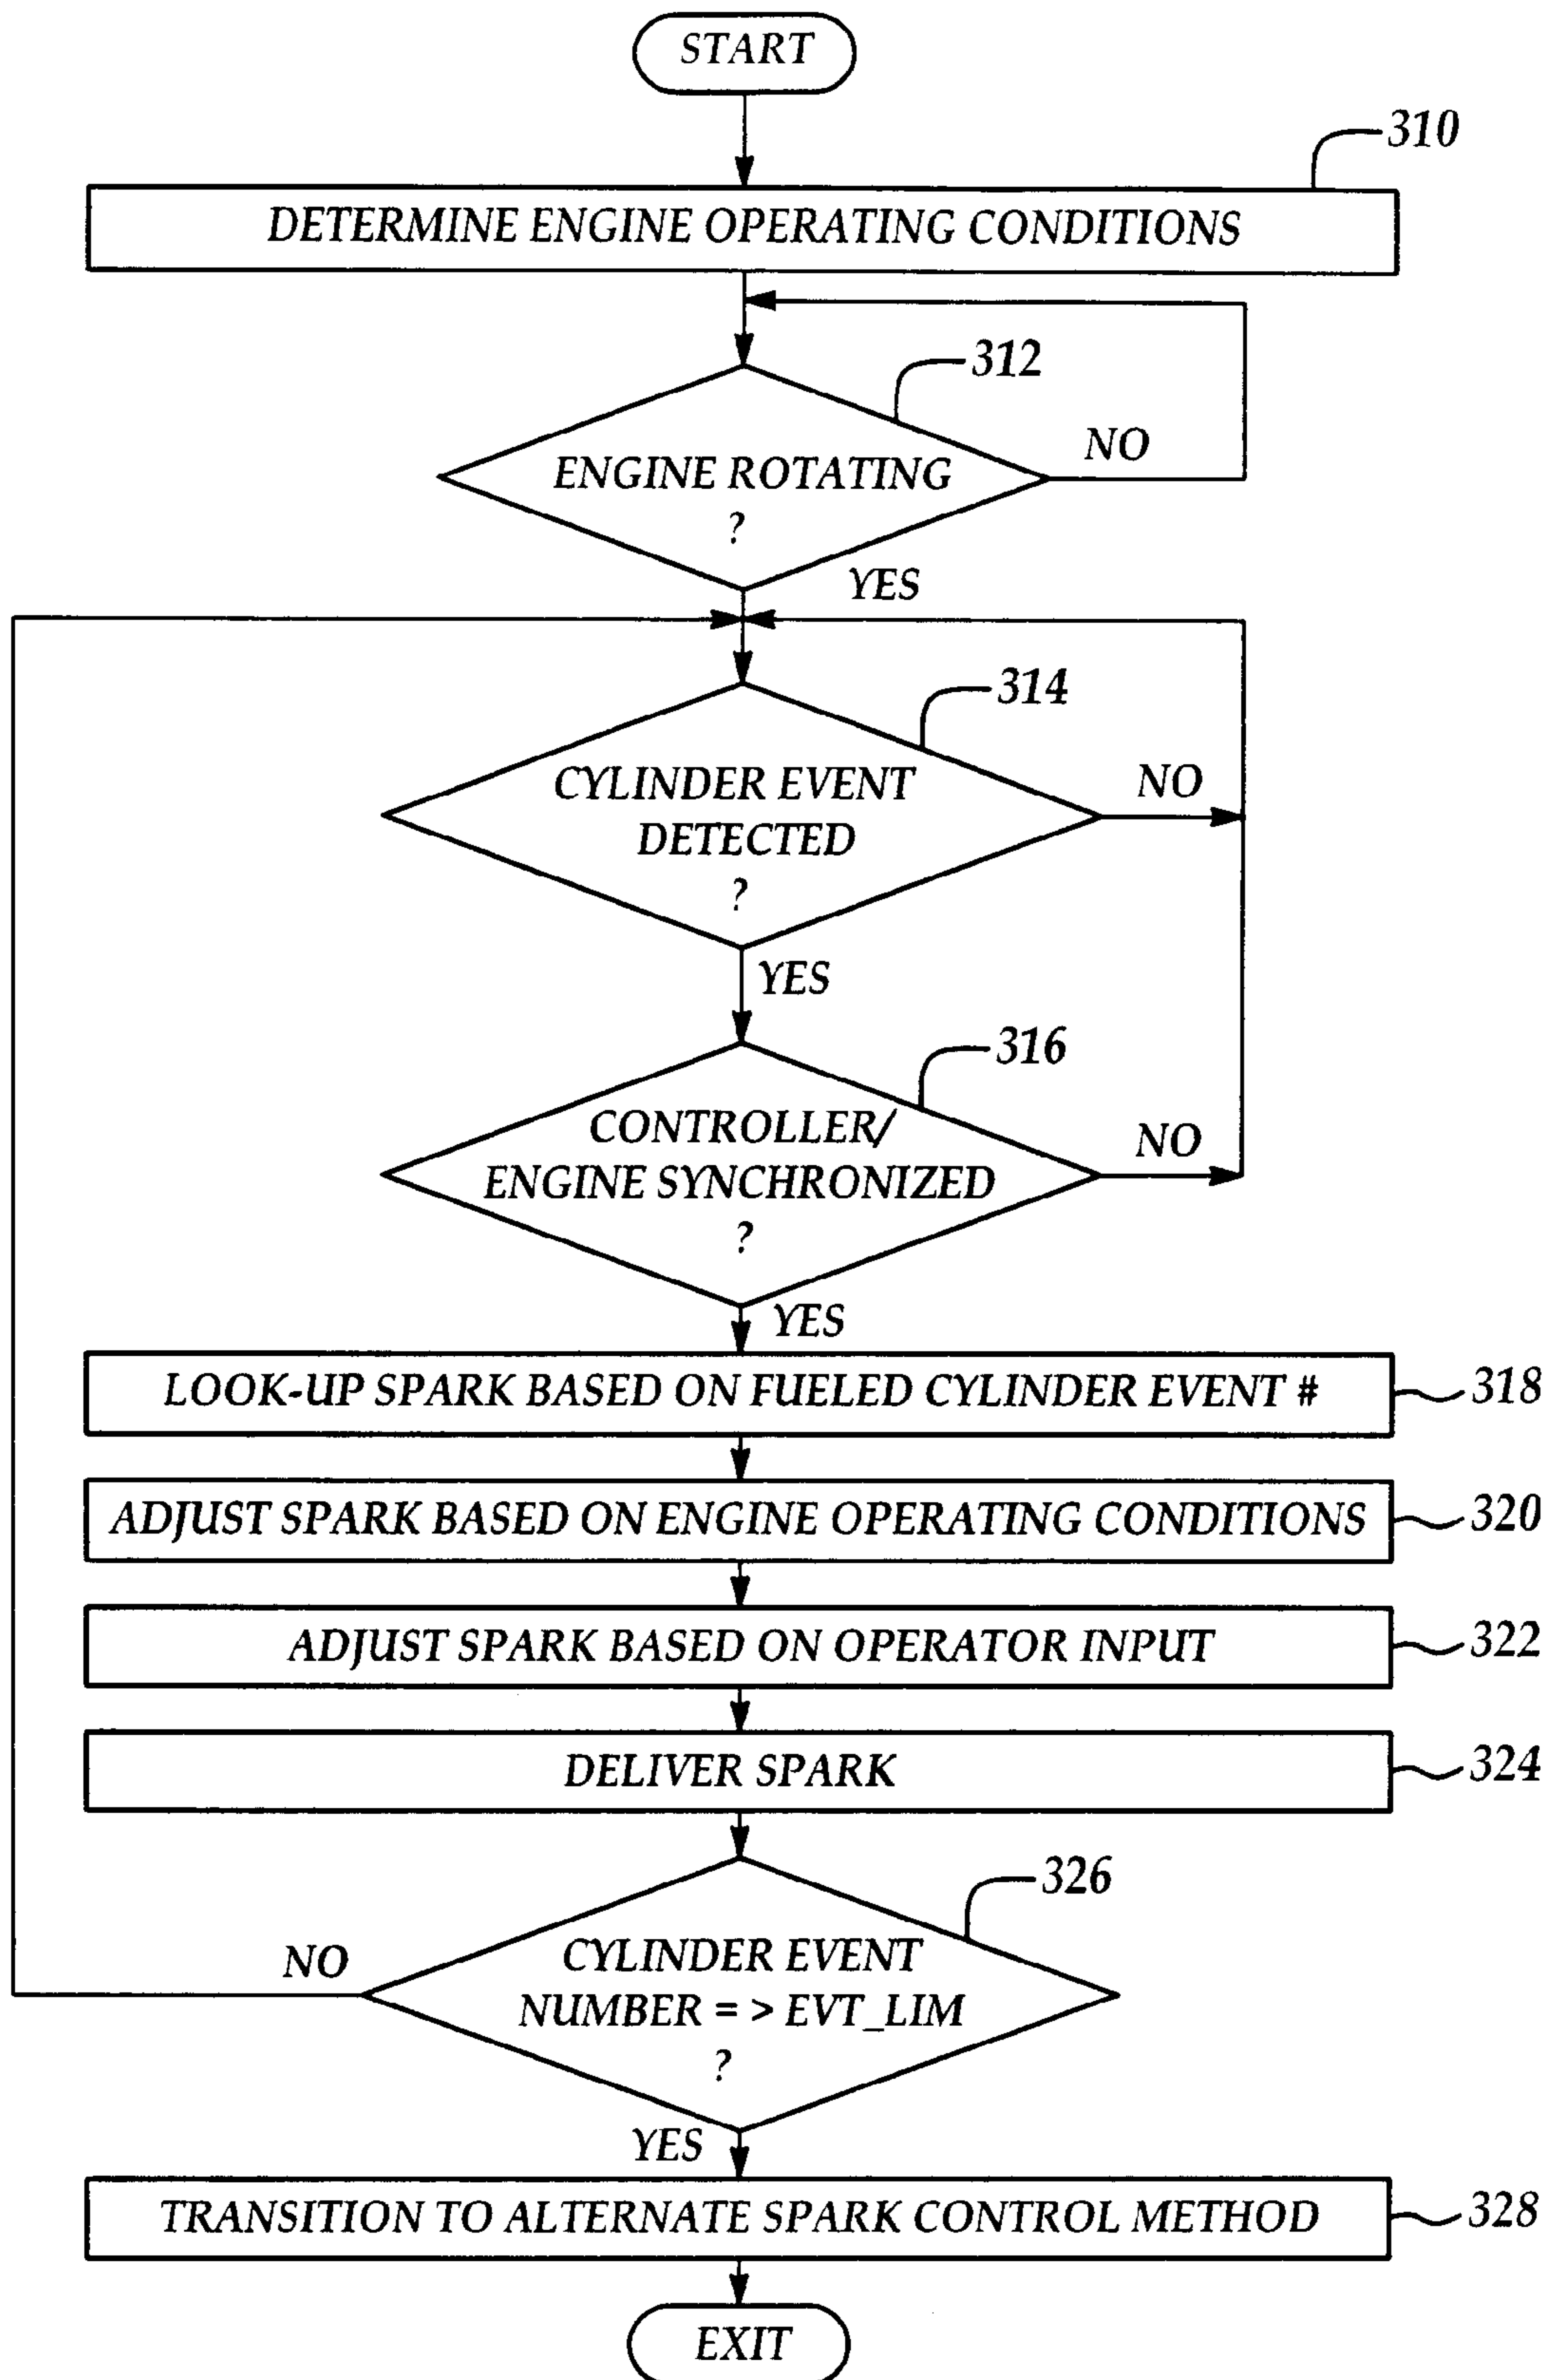 START
310
DETERMINE ENGINE OPERATING CONDITIONS
312
NO
ENGINE ROTATING
?
YES
314
CYLINDER EVENT
DETECTED
?
NO
YES
316
CONTROLLER/
ENGINE SYNCHRONIZED
?
NO
YES
LOOK-UP SPARK BASED ON FUELED CYLINDER EVENT #
318
ADJUST SPARK BASED ON ENGINE OPERATING CONDITIONS
320
ADJUST SPARK BASED ON OPERATOR INPUT
322
DELIVER SPARK
324
326
NO
CYLINDER EVENT
NUMBER = > EVT_LIM
?
YES
TRANSITION TO ALTERNATE SPARK CONTROL METHOD
328
EXIT